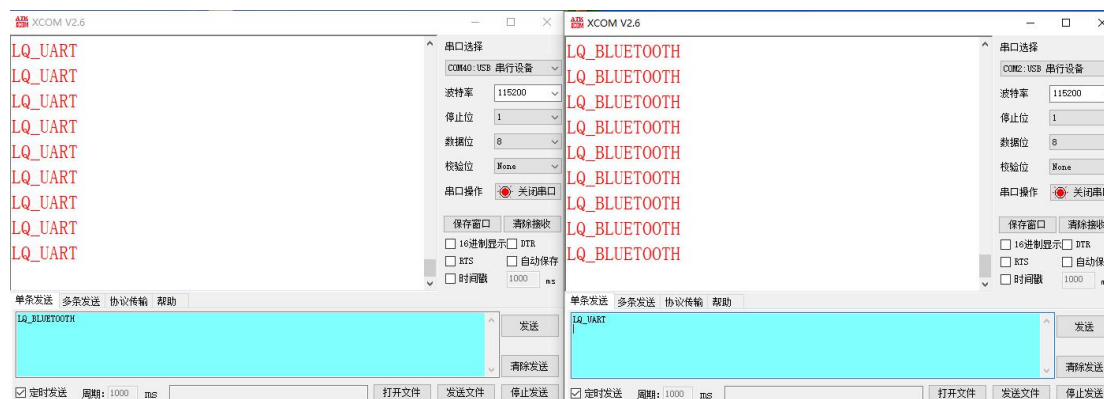 XCOM V2.6
LQ_UART
LQ_UART
LQ_UART
LQ_UART
LQ_UART
LQ_UART
LQ_UART
LQ_UART
LQ_UART
串口选择
COM40:USB 串行设备
波特率 115200
停止位 1
数据位 8
校验位 None
串口操作 关闭串口
保存窗口 清除接收
16进制显示 DTR
RTS 自动保存
时间戳 1000 ms
单条发送 多条发送 协议传输 帮助
LQ_BLUETOOTH
发送
清除发送
定时发送 周期: 1000 ms 打开文件 发送文件 停止发送
XCOM V2.6
LQ_BLUETOOTH
LQ_BLUETOOTH
LQ_BLUETOOTH
LQ_BLUETOOTH
LQ_BLUETOOTH
LQ_BLUETOOTH
LQ_BLUETOOTH
LQ_BLUETOOTH
LQ_BLUETOOTH
串口选择
COM2:USB 串行设备
波特率 115200
停止位 1
数据位 8
校验位 None
串口操作 关闭串
保存窗口 清除接收
16进制显示 DTR
RTS 自动保
时间戳 1000
单条发送 多条发送 协议传输 帮助
LQ_UART
发送
清除发送
定时发送 周期: 1000 ms 打开文件 发送文件 停止发送